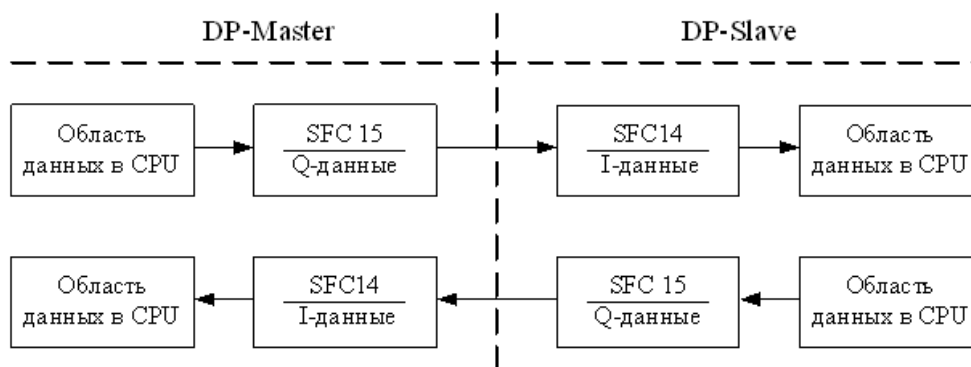 DP-Master
DP-Slave
Область
данных в CPU
SFC 15
Q-данные
SFC14
I-данные
Область
данных в CPU
Область
данных в CPU
SFC14
I-данные
SFC 15
Q-данные
Область
данных в CPU